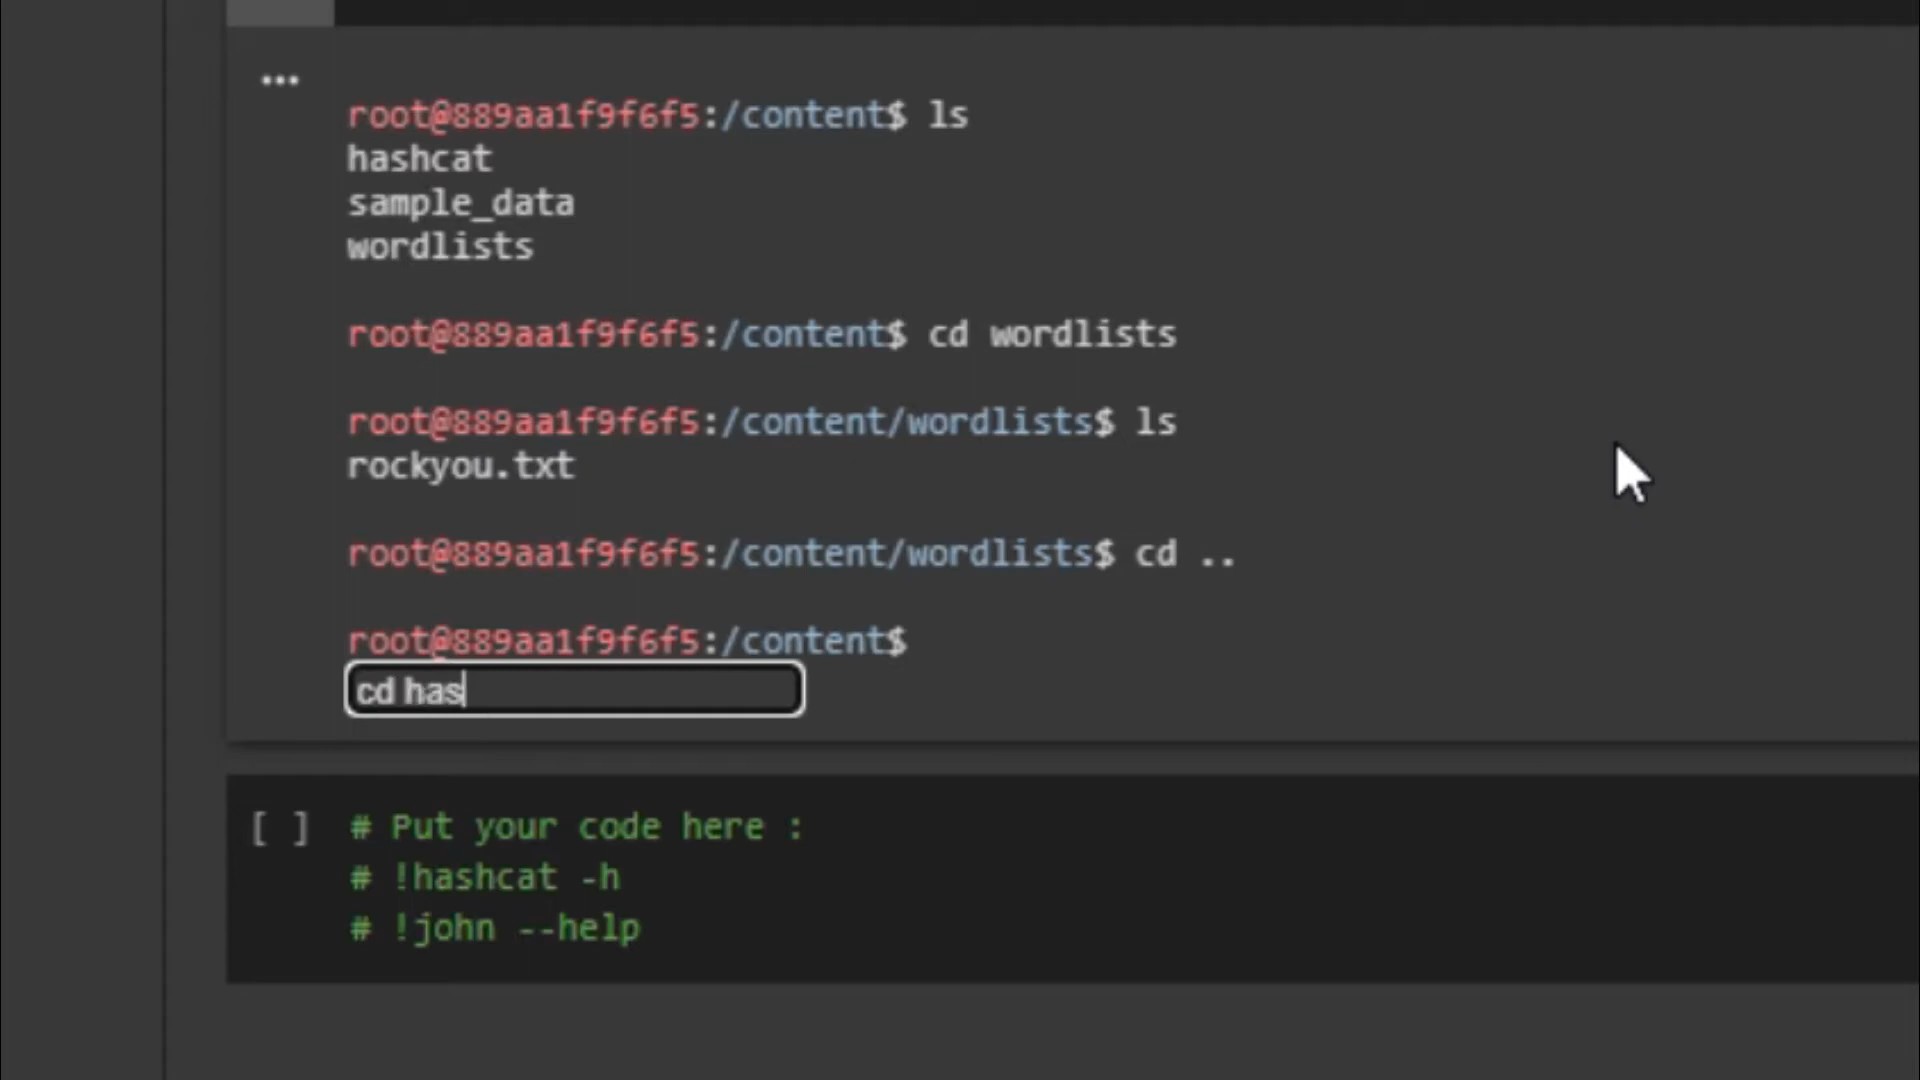 ...
root@889aa1f9f6f5:/content$ ls
hashcat
sample_data
wordlists
root@889aa1f9f6f5:/content$ cd wordlists
root@889aa1f9f6f5:/content/wordlists$ ls
rockyou.txt
root@889aa1f9f6f5:/content/wordlists$ cd ..
root@889aa1f9f6f5:/content$
cd has
[ ] # Put your code here :
# !hashcat -h
# !john --help